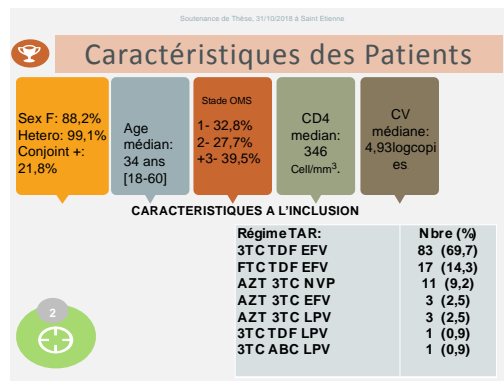 Soutenance de Thèse, 31/10/2018 à Saint Etienne
Caractéristiques des Patients
Sex F: 88,2%
Hetero: 99,1%
Conjoint +:
21,8%
Age
médian:
34 ans
[18-60]
Stade OMS
1- 32,8%
2- 27,7%
+3- 39,5%
CD4
median:
346
Cell/mm³.
CV
médiane:
4,93logcopi
es
CARACTERISTIQUES A L'INCLUSION
Régime TAR: Nbre (%)
3TC TDF EFV 83 (69,7)
FTC TDF EFV 17 (14,3)
AZT 3TC NVP 11 (9,2)
AZT 3TC EFV 3 (2,5)
AZT 3TC LPV 3 (2,5)
3TC TDF LPV 1 (0,9)
3TC ABC LPV 1 (0,9)
2